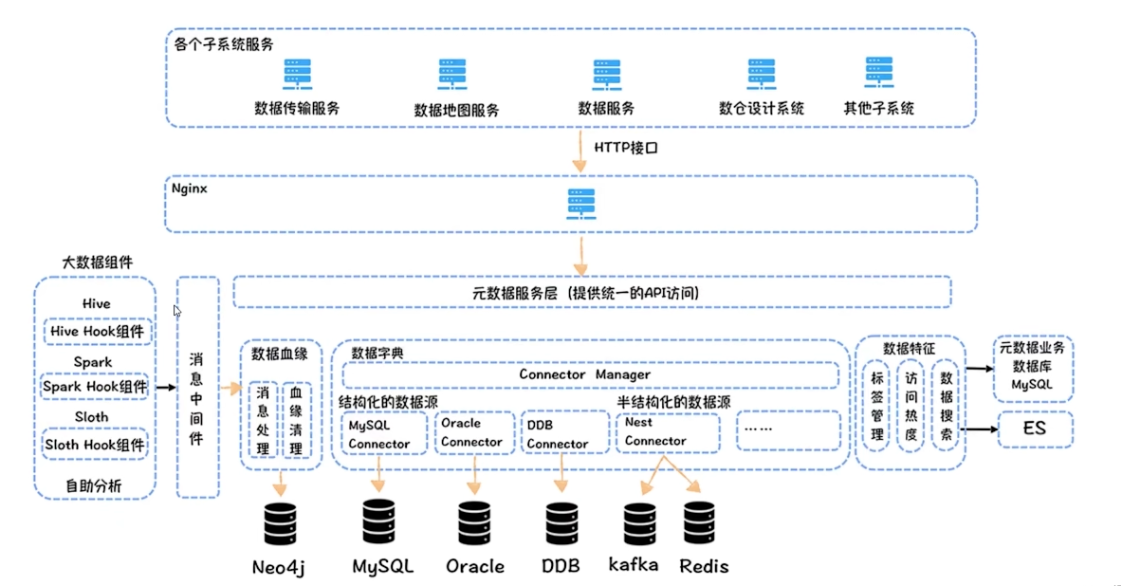 各个子系统服务
数据传输服务
数据地图服务
数据服务
数仓设计系统
其他子系统
HTTP接口
Nginx
大数据组件
Hive
Hive Hook组件
Spark
Spark Hook组件
Sloth
Sloth Hook组件
自助分析
消息中间件
元数据服务层（提供统一的API访问）
数据血缘
消息处理
血缘清理
数据字典
Connector Manager
结构化的数据源
半结构化的数据源
MySQL
Connector
Oracle
Connector
DDB
Connector
Nest
Connector
……
数据特征
标签管理
访问热度
数据搜索
元数据业务
数据库
MySQL
ES
Neo4j
MySQL
Oracle
DDB
kafka
Redis